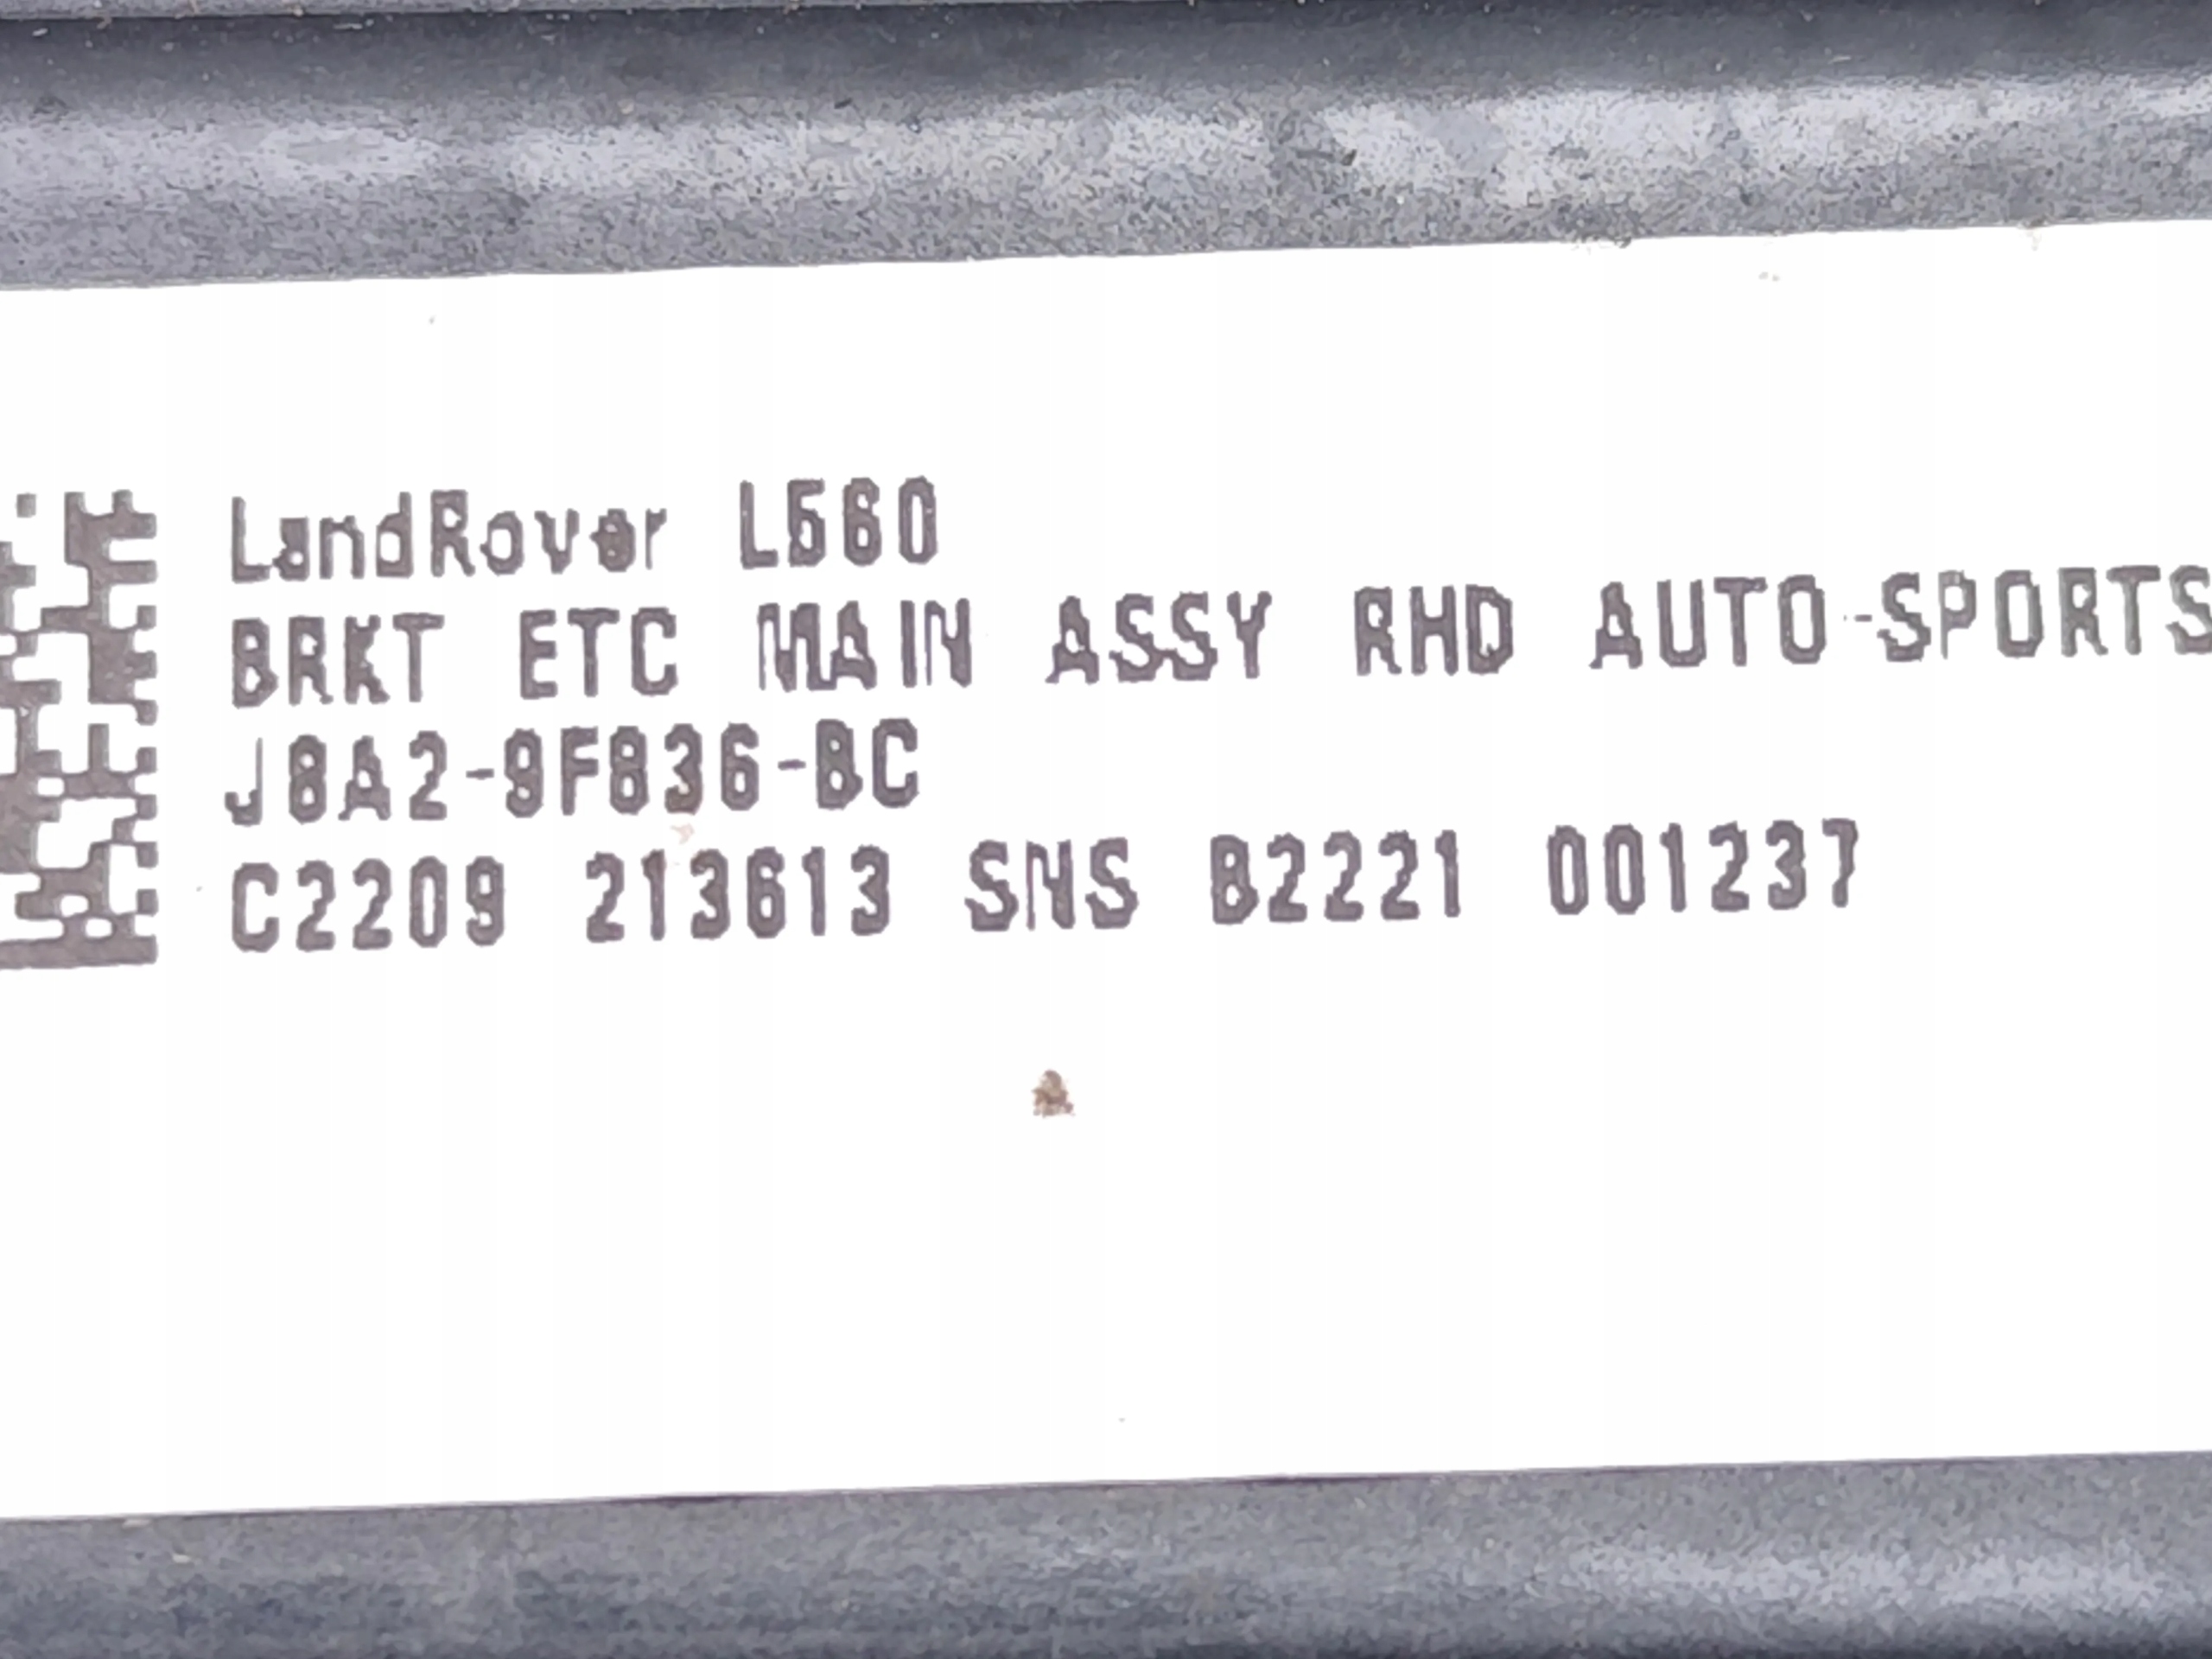 LandRover L560
BRKT ETC MAIN ASSY RHD AUTO-SPORTS
J8A2-9F836-BC
C2209 213613 SNS B2221 001237